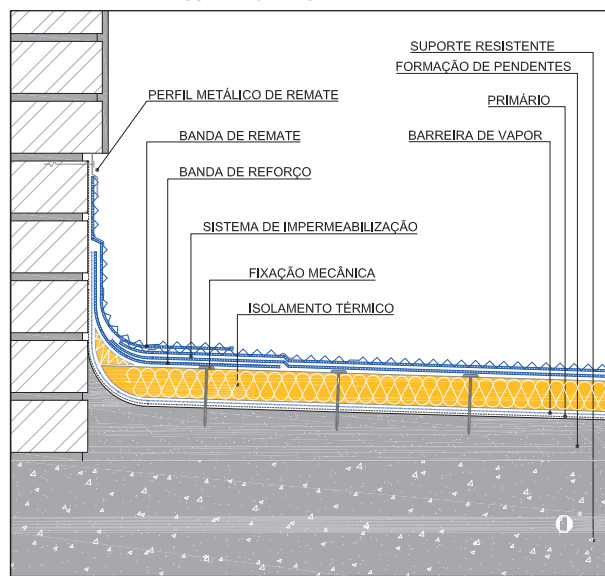 SUPORTE RESISTENTE
FORMAÇÃO DE PENDENTES
PERFIL METÁLICO DE REMATE
PRIMÁRIO
BANDA DE REMATE
BARREIRA DE VAPOR
BANDA DE REFORÇO
SISTEMA DE IMPERMEABILIZAÇÃO
FIXAÇÃO MECÂNICA
ISOLAMENTO TÉRMICO